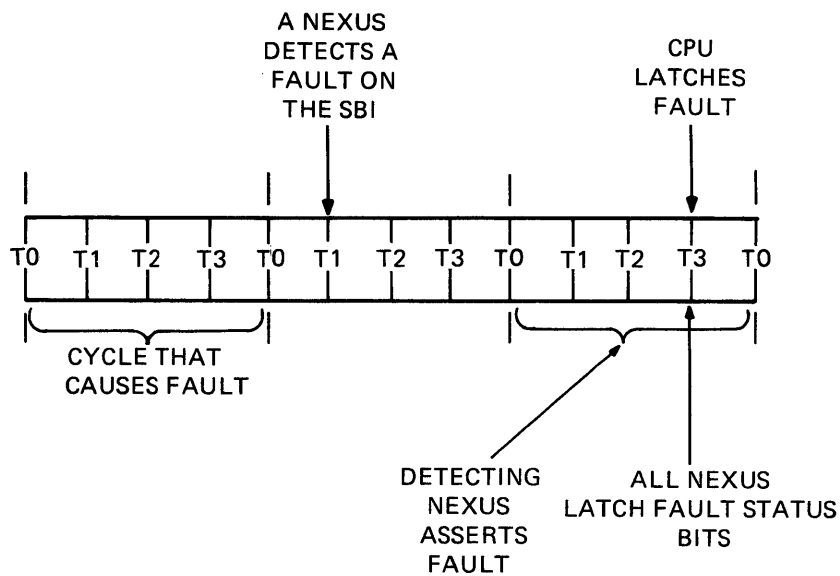 A NEXUS
DETECTS A
FAULT ON
THE SBI
CPU
LATCHES
FAULT
T0 T1 T2 T3 T0 T1 T2 T3 T0 T1 T2 T3 T0
CYCLE THAT
CAUSES FAULT
DETECTING
NEXUS
ASSERTS
FAULT
ALL NEXUS
LATCH FAULT STATUS
BITS